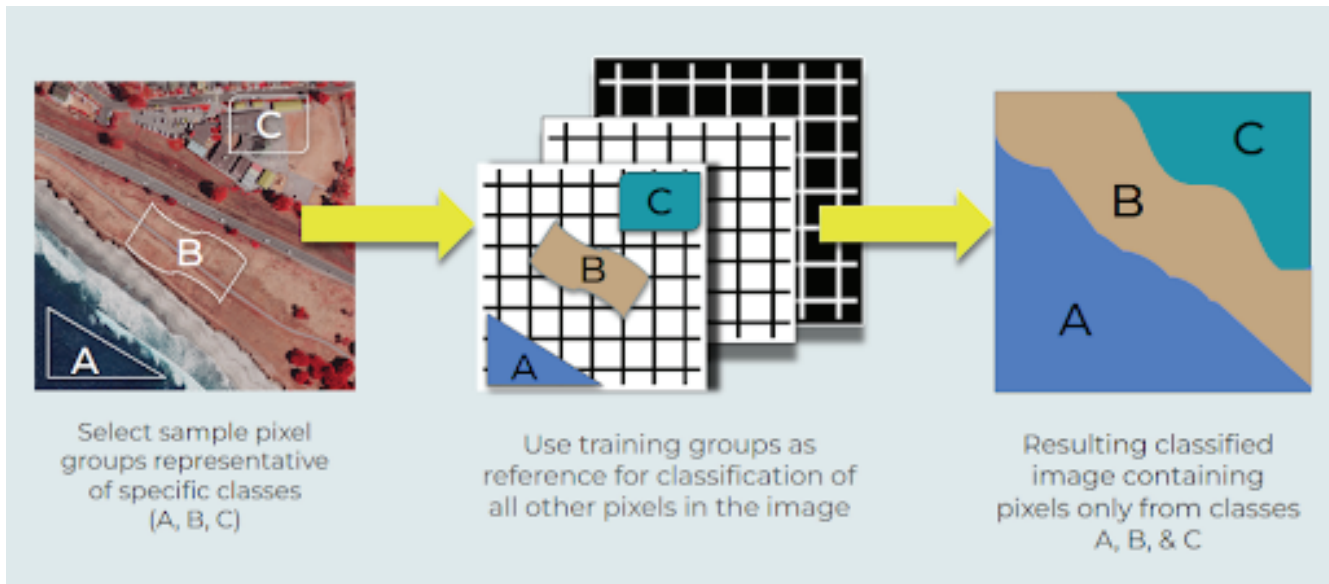 C
B
A
C
B
A
C
B
A
Select sample pixel
groups representative
of specific classes
(A, B, C)
Use training groups as
reference for classification of
all other pixels in the image
Resulting classified
image containing
pixels only from classes
A, B, & C